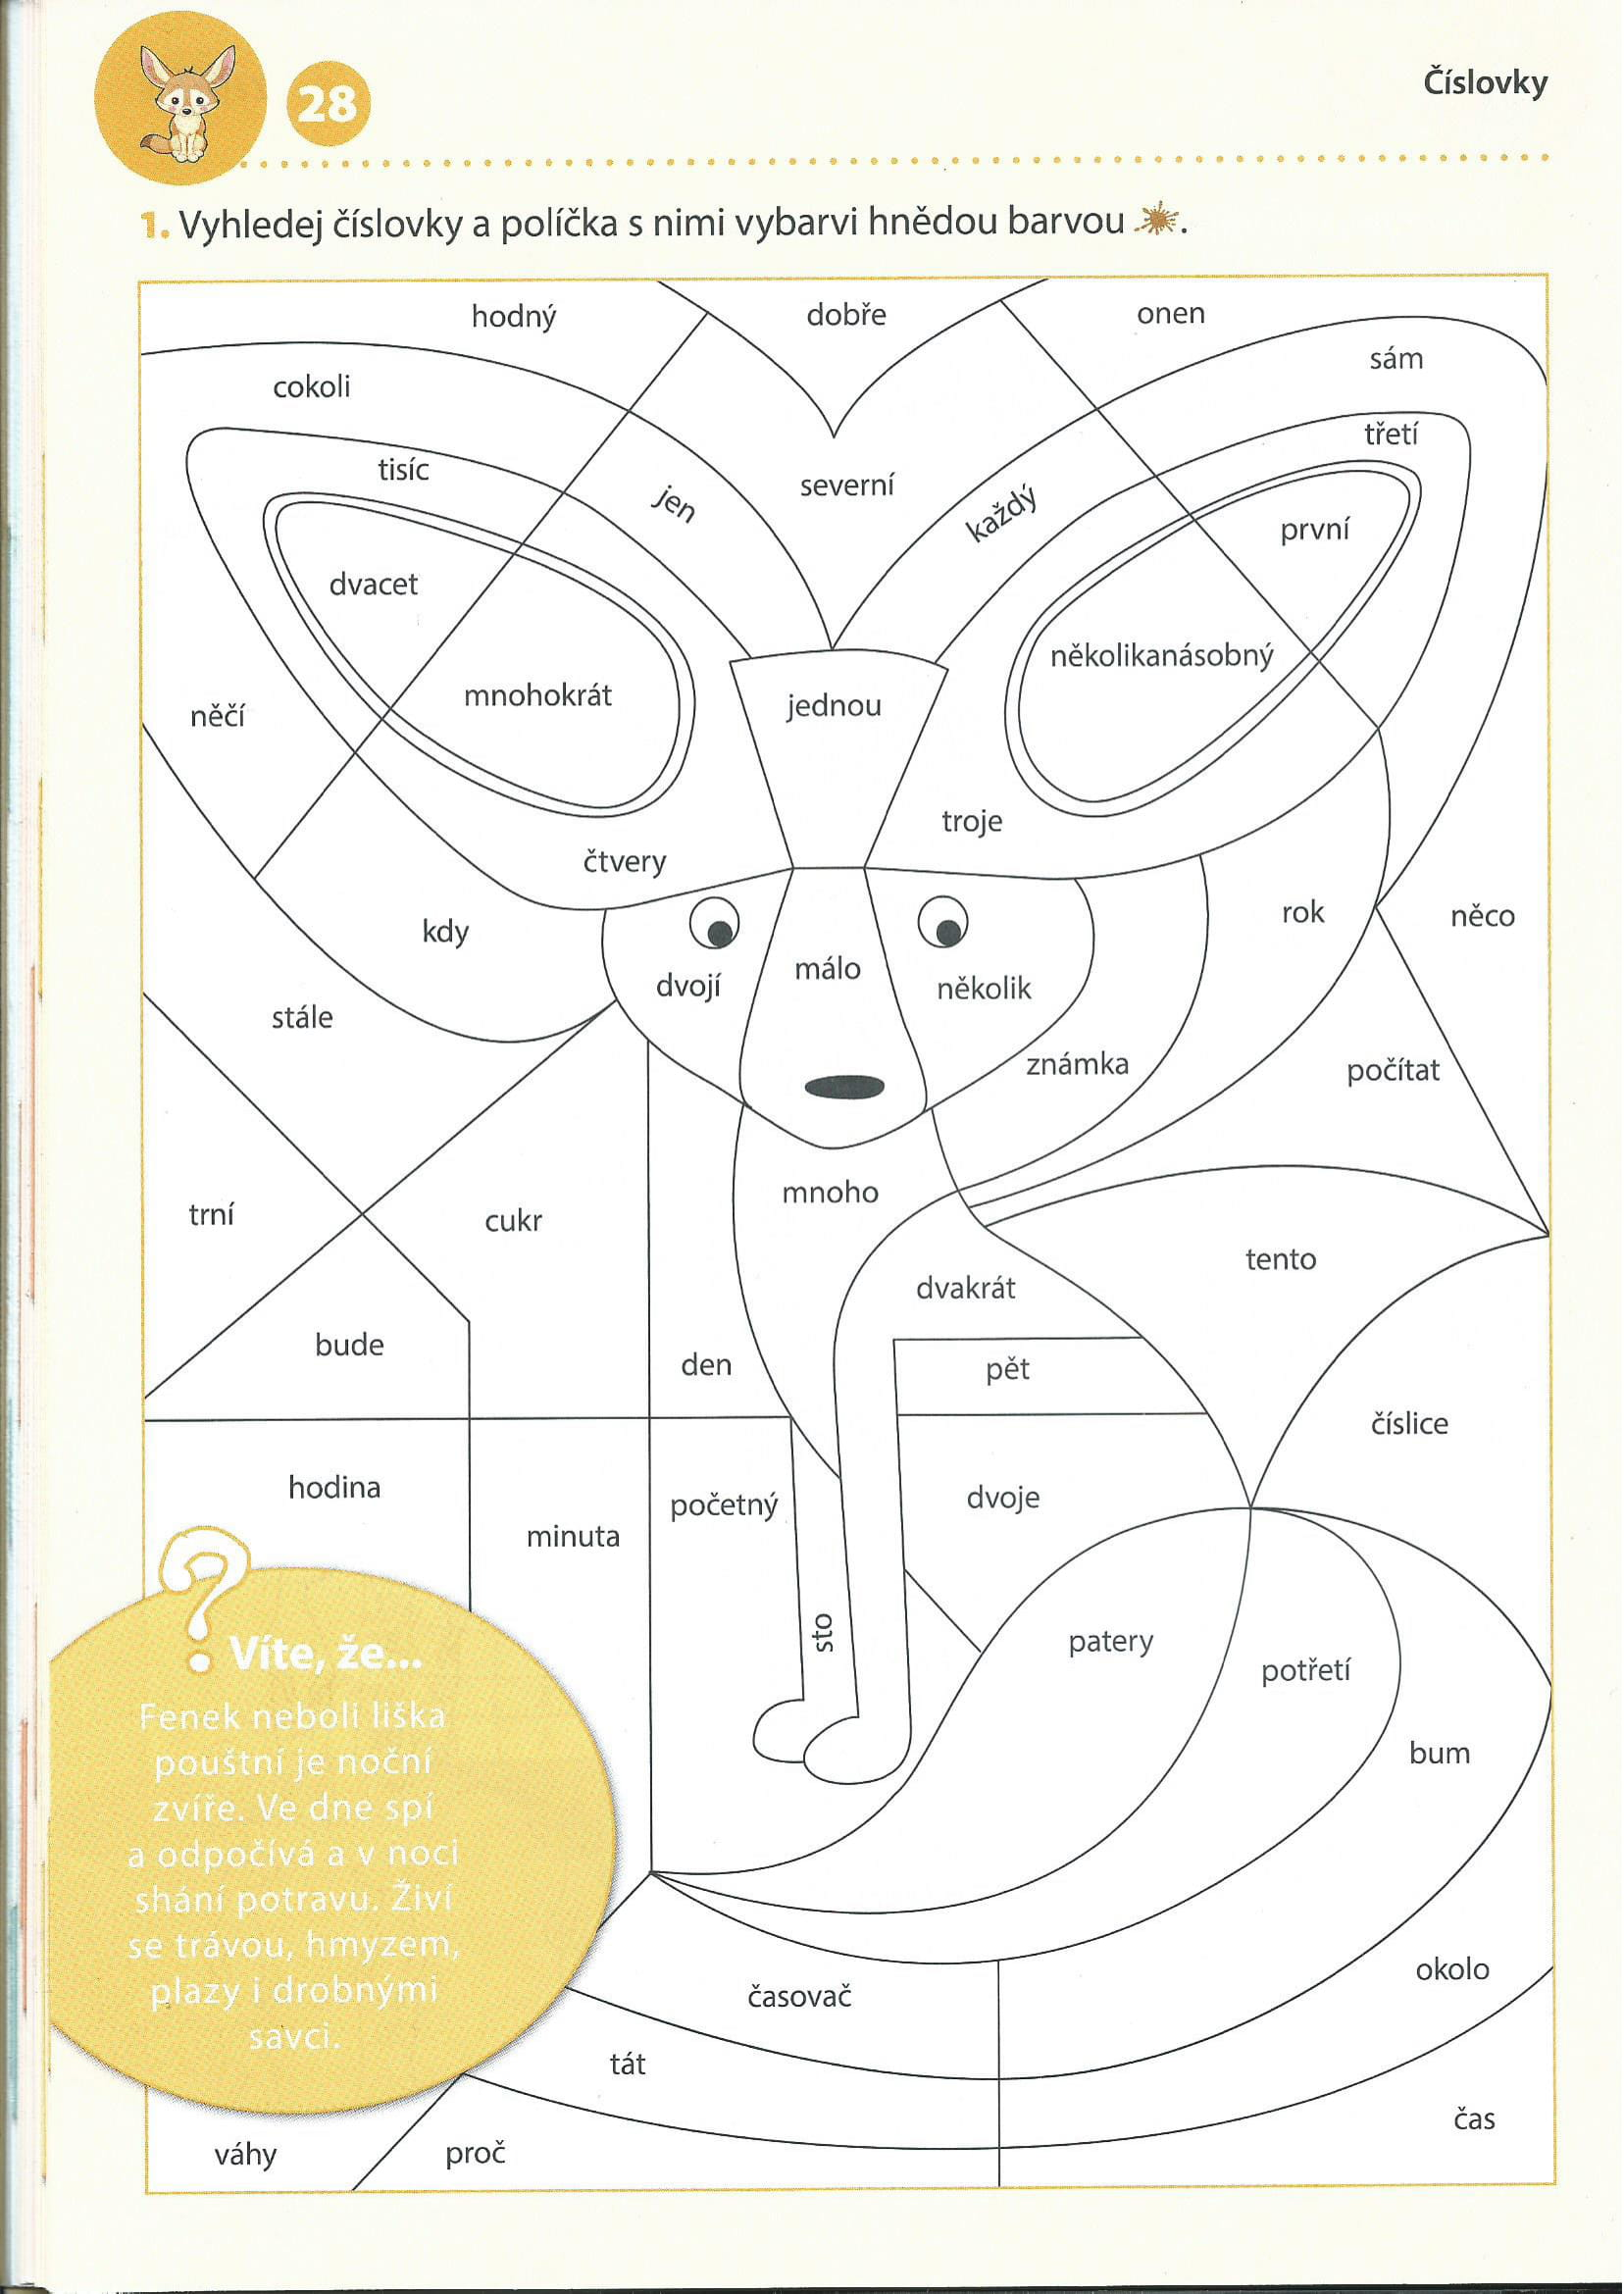 28
Číslovky
1. Vyhledej číslovky a políčka s nimi vybarvi hnědou barvou .
hodný
dobře
onen
sám
cokoli
třetí
tisíc
jen
severní
každý
první
dvacet
několikanásobný
mnohokrát
jednou
něčí
troje
čtvery
kdy
rok
něco
málo
dvojí
několik
stále
známka
počítat
mnoho
trní
cukr
tento
dvakrát
bude
den
pět
číslice
hodina
početný
dvoje
minuta
sto
patery
potřetí
bum
?
Víte, že...
Fenek neboli liška
pouštní je noční
zvíře. Ve dne spí
a odpočívá a v noci
shání potravu. Živí
se trávou, hmyzem,
plazy i drobnými
savci.
okolo
časovač
tát
čas
váhy
proč